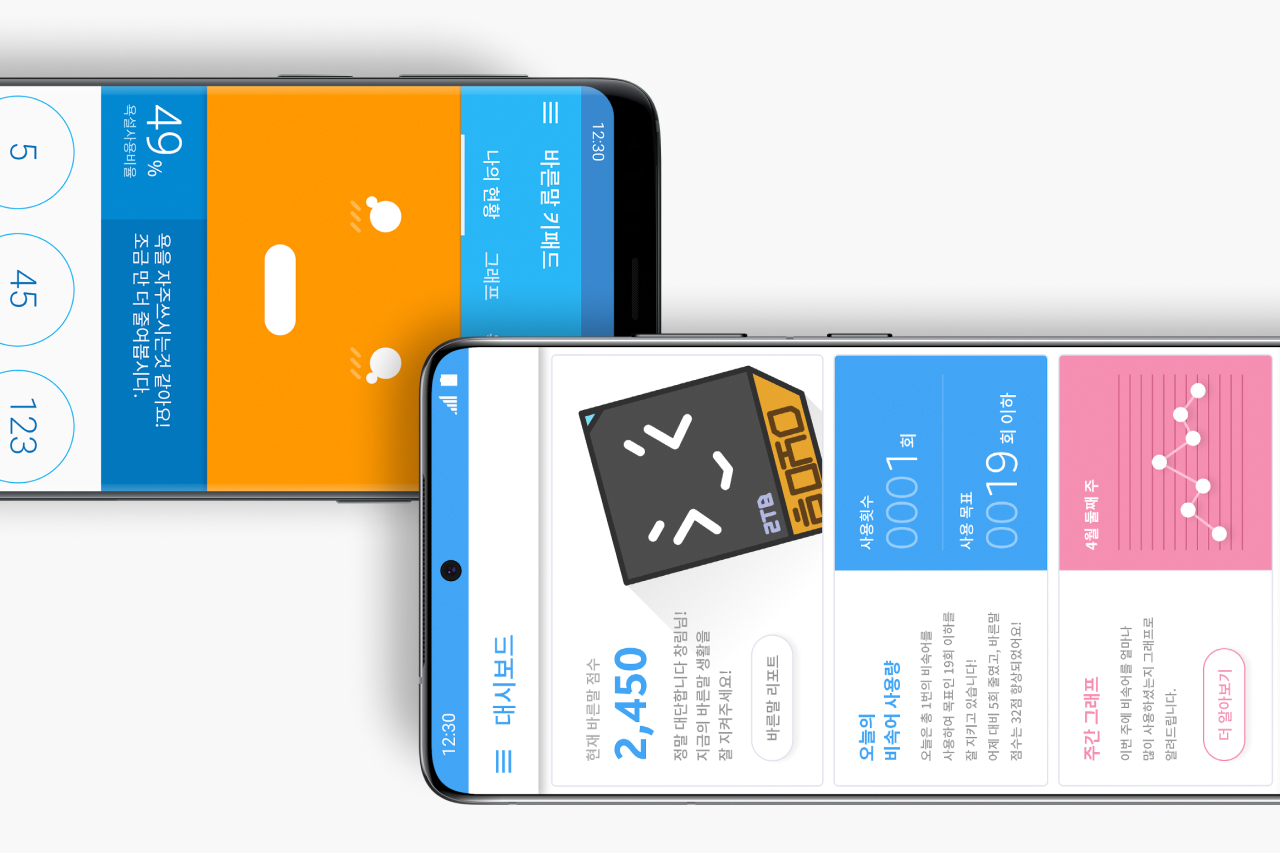 12:30
바른말 키패드
나의 현황
그래프
49 %
욕설사용비율
욕을 자주쓰시는것 같아요!
조금 만 더 줄여봅시다.
5
45
123
12:30
대시보드
현재 바른말 점수
2,450
정말 대단합니다 창림님!
지금의 바른말 생활을
잘 지켜주세요!
바른말 리포트
2TB
사용횟수
0001 회
사용 목표
0019 회 이하
오늘의
비속어 사용량
오늘은 총 1번의 비속어를
사용하여 목표인 19회 이하를
잘 지키고 있습니다!
어제 대비 5회 줄였고, 바른말
점수는 32점 향상되었어요!
4월 둘째 주
주간 그래프
이번 주에 비속어를 얼마나
많이 사용하셨는지 그래프로
알려드립니다.
더 알아보기